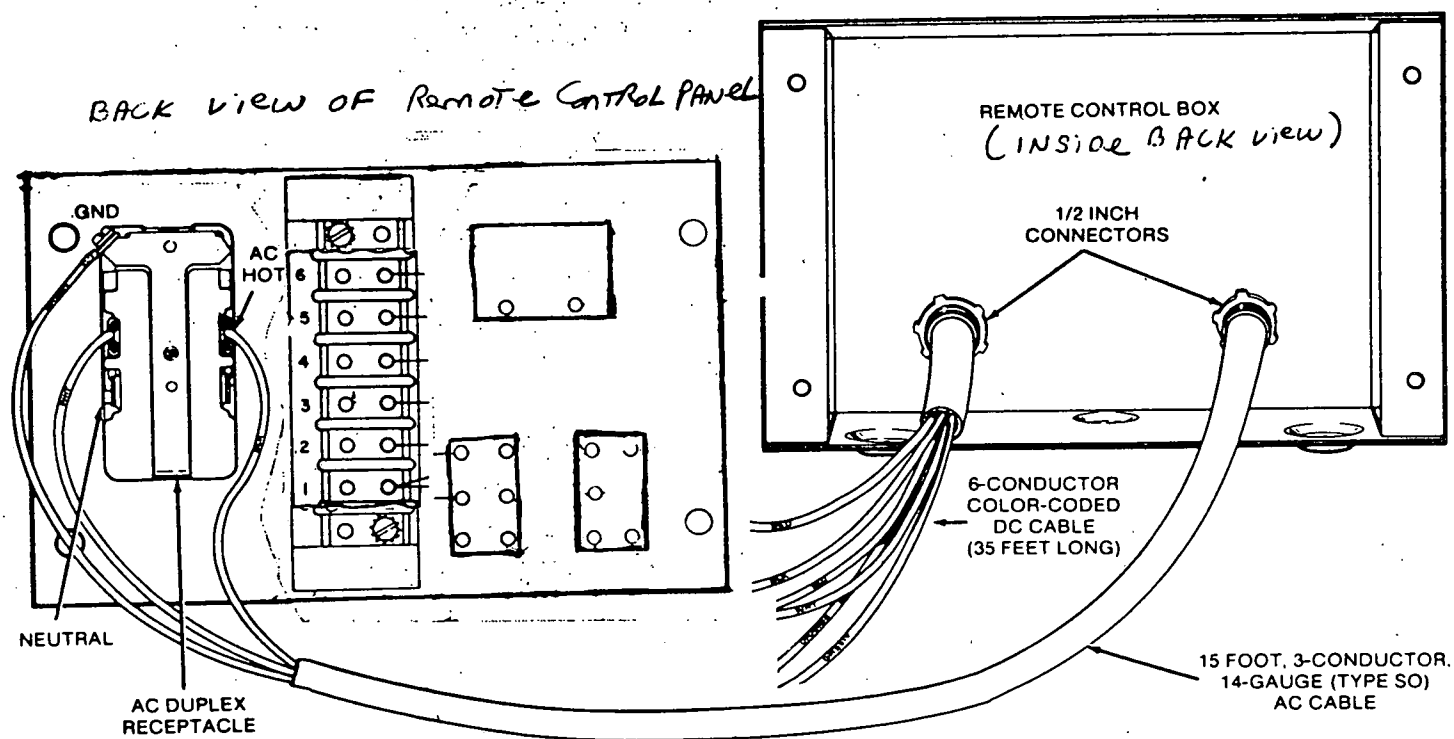 BACK view OF Remote CONTROL PANEL
REMOTE CONTROL BOX
(INSIDE BACK view)
1/2 INCH
CONNECTORS
GND
AC
HOT
6
5
4
3
2
1
6-CONDUCTOR
COLOR-CODED
DC CABLE
(35 FEET LONG)
NEUTRAL
AC DUPLEX
RECEPTACLE
15 FOOT, 3-CONDUCTOR,
14-GAUGE (TYPE SO)
AC CABLE